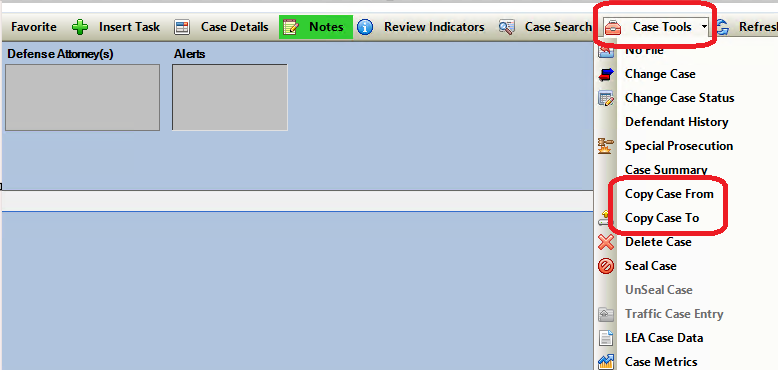 Favorite Insert Task Case Details Notes Review Indicators Case Search Case Tools Refresh
Defense Attorney(s) Alerts
No File
Change Case
Change Case Status
Defendant History
Special Prosecution
Case Summary
Copy Case From
Copy Case To
Delete Case
Seal Case
UnSeal Case
Traffic Case Entry
LEA Case Data
Case Metrics